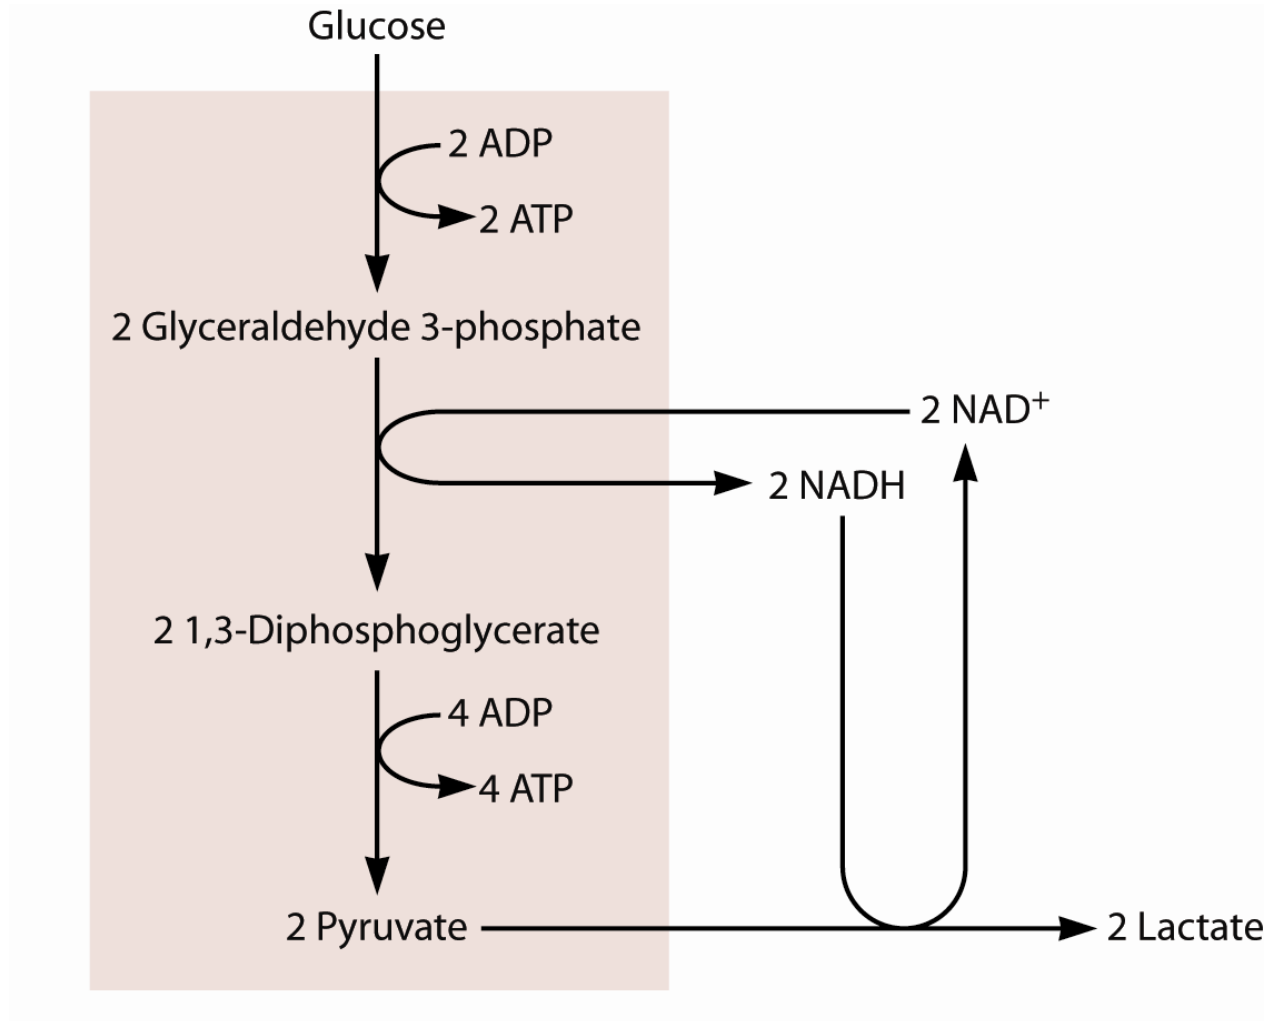 Glucose
2 ADP
2 ATP
2 Glyceraldehyde 3-phosphate
2 NAD⁺
2 NADH
2 1,3-Diphosphoglycerate
4 ADP
4 ATP
2 Pyruvate
2 Lactate